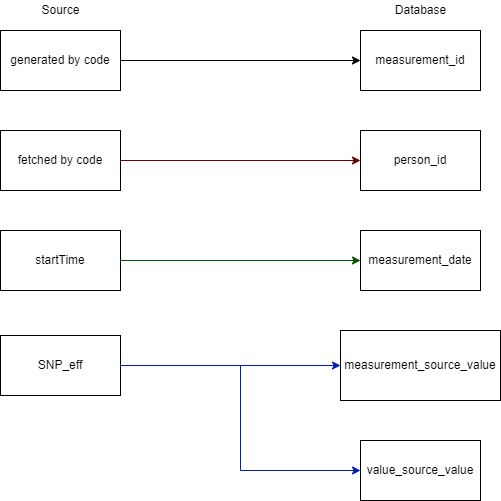 Source
Database
generated by code
measurement_id
fetched by code
person_id
startTime
measurement_date
SNP_eff
measurement_source_value
value_source_value